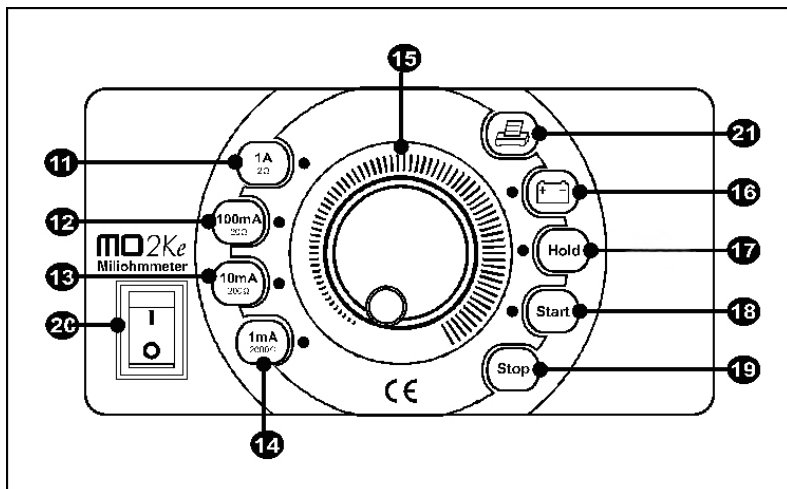 15
21
11
1A
2Ω
16
+ -
12
100mA
20Ω
Hold
17
MO2Ke
Miliohmmeter
13
10mA
200Ω
Start
18
20
I
O
1mA
2000Ω
Stop
19
CE
14